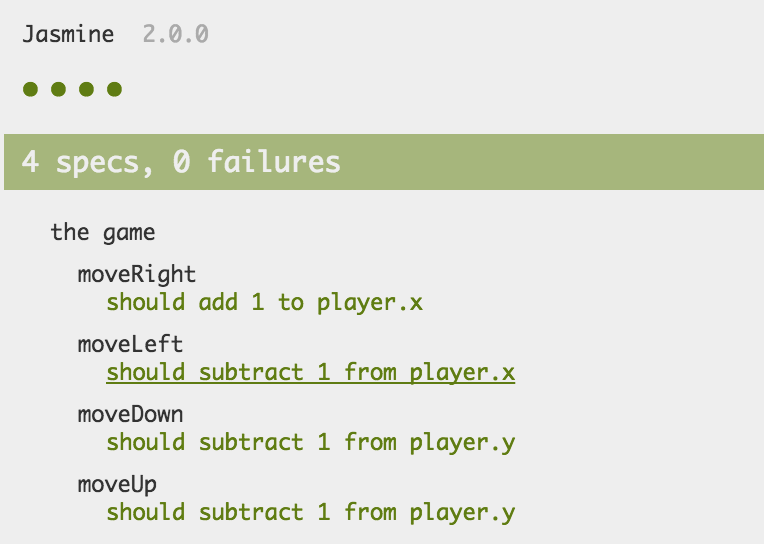 Jasmine 2.0.0
4 specs, 0 failures
the game
moveRight
should add 1 to player.x
moveLeft
should subtract 1 from player.x
moveDown
should subtract 1 from player.y
moveUp
should subtract 1 from player.y